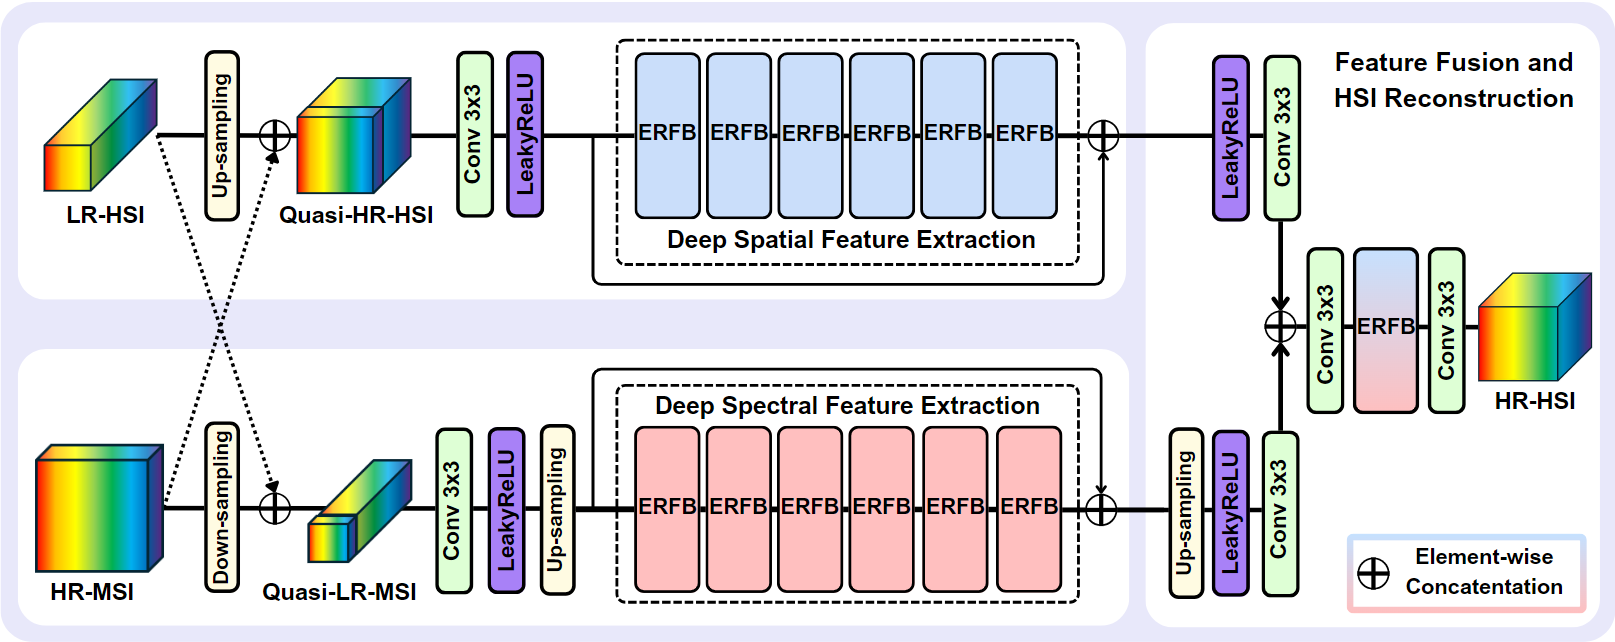 LR-HSI
Up-sampling
Quasi-HR-HSI
Conv 3x3
LeakyReLU
ERFB
ERFB
ERFB
ERFB
ERFB
ERFB
Deep Spatial Feature Extraction
LeakyReLU
Conv 3x3
Feature Fusion and
HSI Reconstruction
HR-MSI
Down-sampling
Quasi-LR-MSI
Conv 3x3
LeakyReLU
Up-sampling
Deep Spectral Feature Extraction
ERFB
ERFB
ERFB
ERFB
ERFB
ERFB
Up-sampling
LeakyReLU
Conv 3x3
Conv 3x3
ERFB
Conv 3x3
HR-HSI
Element-wise
Concatentation